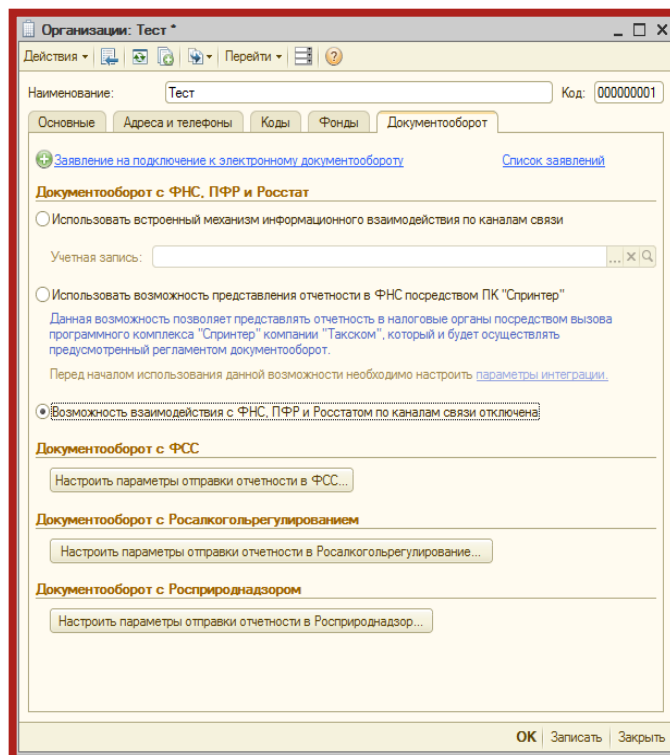 Организации: Тест *
Действия Перейти
Наименование: Тест Код: 000000001
Основные Адреса и телефоны Коды Фонды Документооборот
Заявление на подключение к электронному документообороту Список заявлений
Документооборот с ФНС, ПФР и Росстат
Использовать встроенный механизм информационного взаимодействия по каналам связи
Учетная запись: ...
Использовать возможность представления отчетности в ФНС посредством ПК "Спринтер"
Данная возможность позволяет представлять отчетность в налоговые органы посредством вызова
программного комплекса "Спринтер" компании "Такском", который и будет осуществлять
предусмотренный регламентом документооборот.
Перед началом использования данной возможности необходимо настроить параметры интеграции.
Возможность взаимодействия с ФНС, ПФР и Росстатом по каналам связи отключена
Документооборот с ФСС
Настроить параметры отправки отчетности в ФСС...
Документооборот с Росалкогольрегулированием
Настроить параметры отправки отчетности в Росалкогольрегулирование...
Документооборот с Росприроднадзором
Настроить параметры отправки отчетности в Росприроднадзор...
OK Записать Закрыть